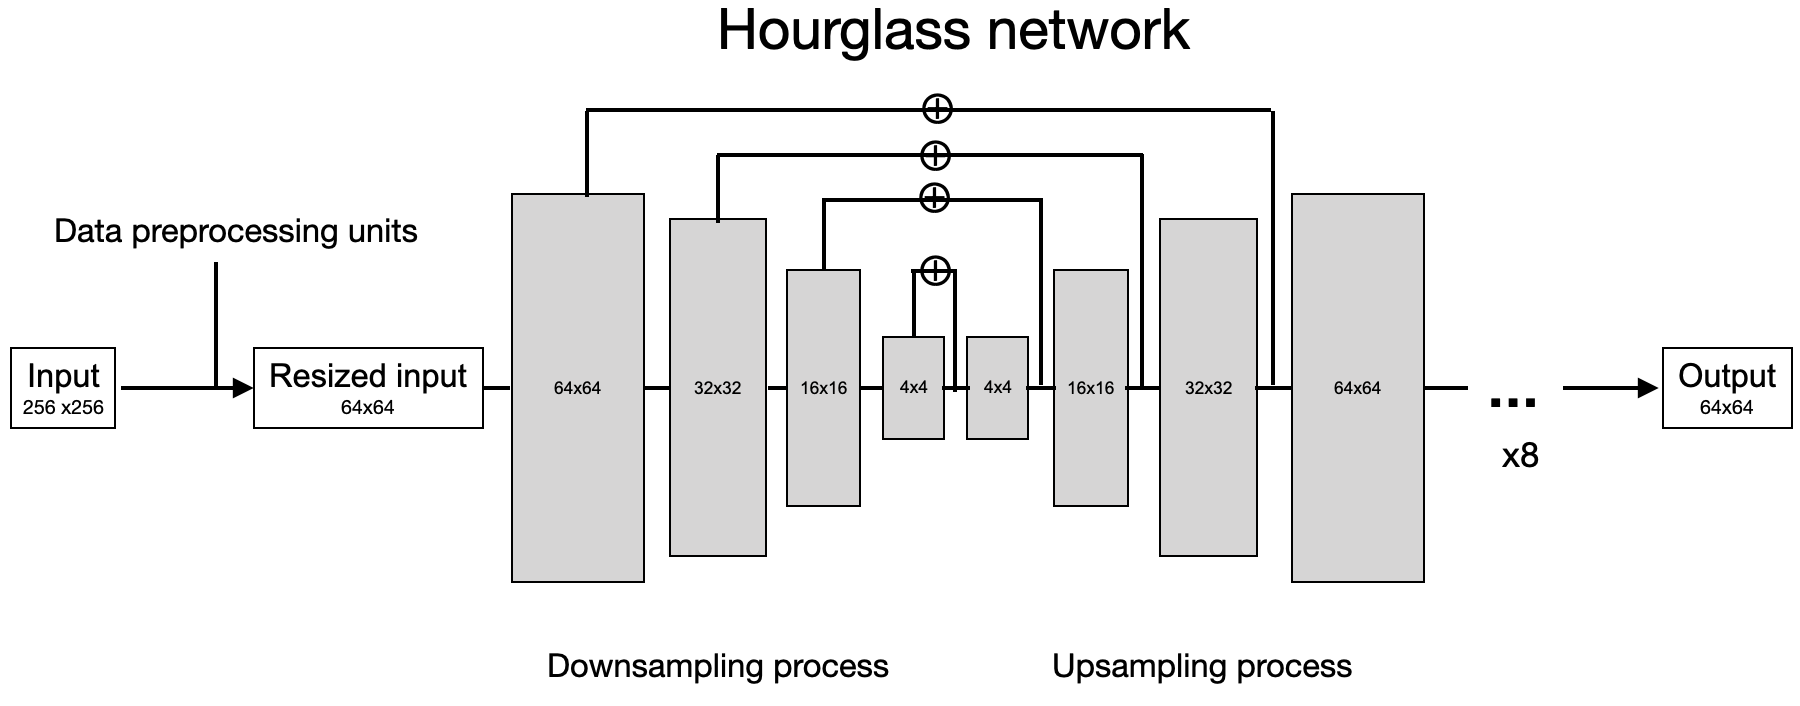 Hourglass network
Data preprocessing units
Input
256 x256
Resized input
64x64
64x64
32x32
16x16
4x4
4x4
16x16
32x32
64x64
...
x8
Output
64x64
Downsampling process
Upsampling process